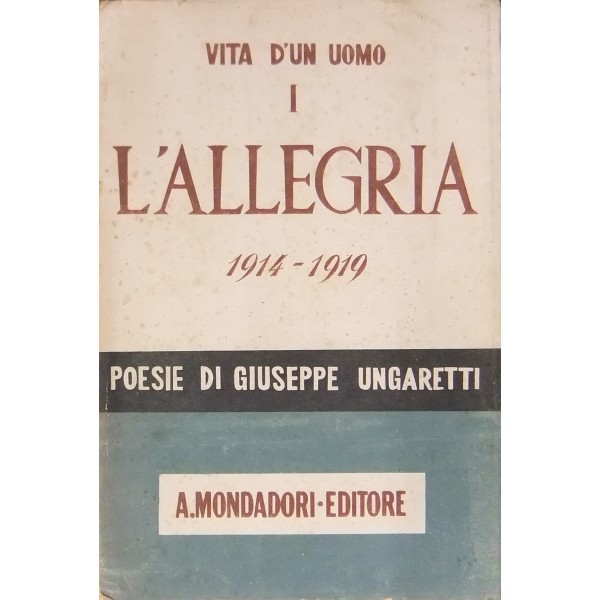 VITA D'UN UOMO
I
L'ALLEGRIA
1914-1919
POESIE DI GIUSEPPE UNGARETTI
A.MONDADORI·EDITORE